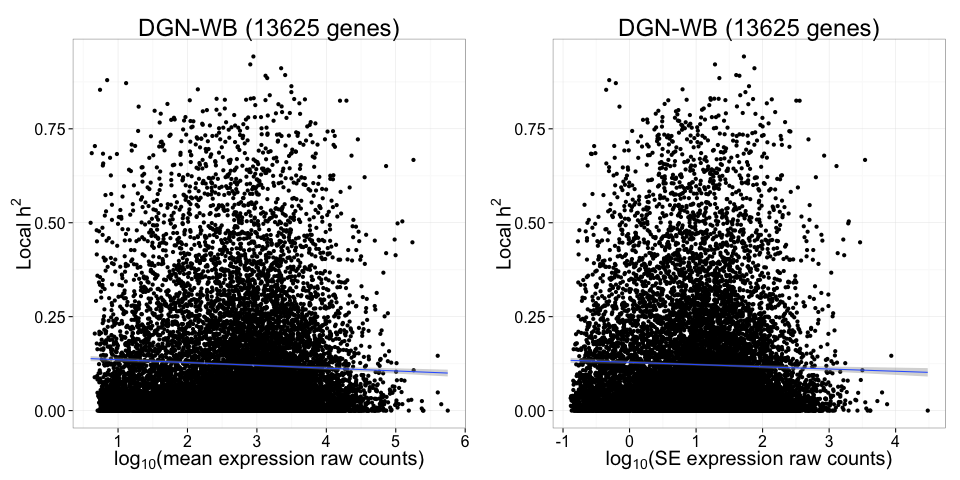 DGN-WB (13625 genes)
Local h²
0.75
0.50
0.25
0.00
1 2 3 4 5 6
log₁₀(mean expression raw counts)
DGN-WB (13625 genes)
Local h²
0.75
0.50
0.25
0.00
-1 0 1 2 3 4
log₁₀(SE expression raw counts)